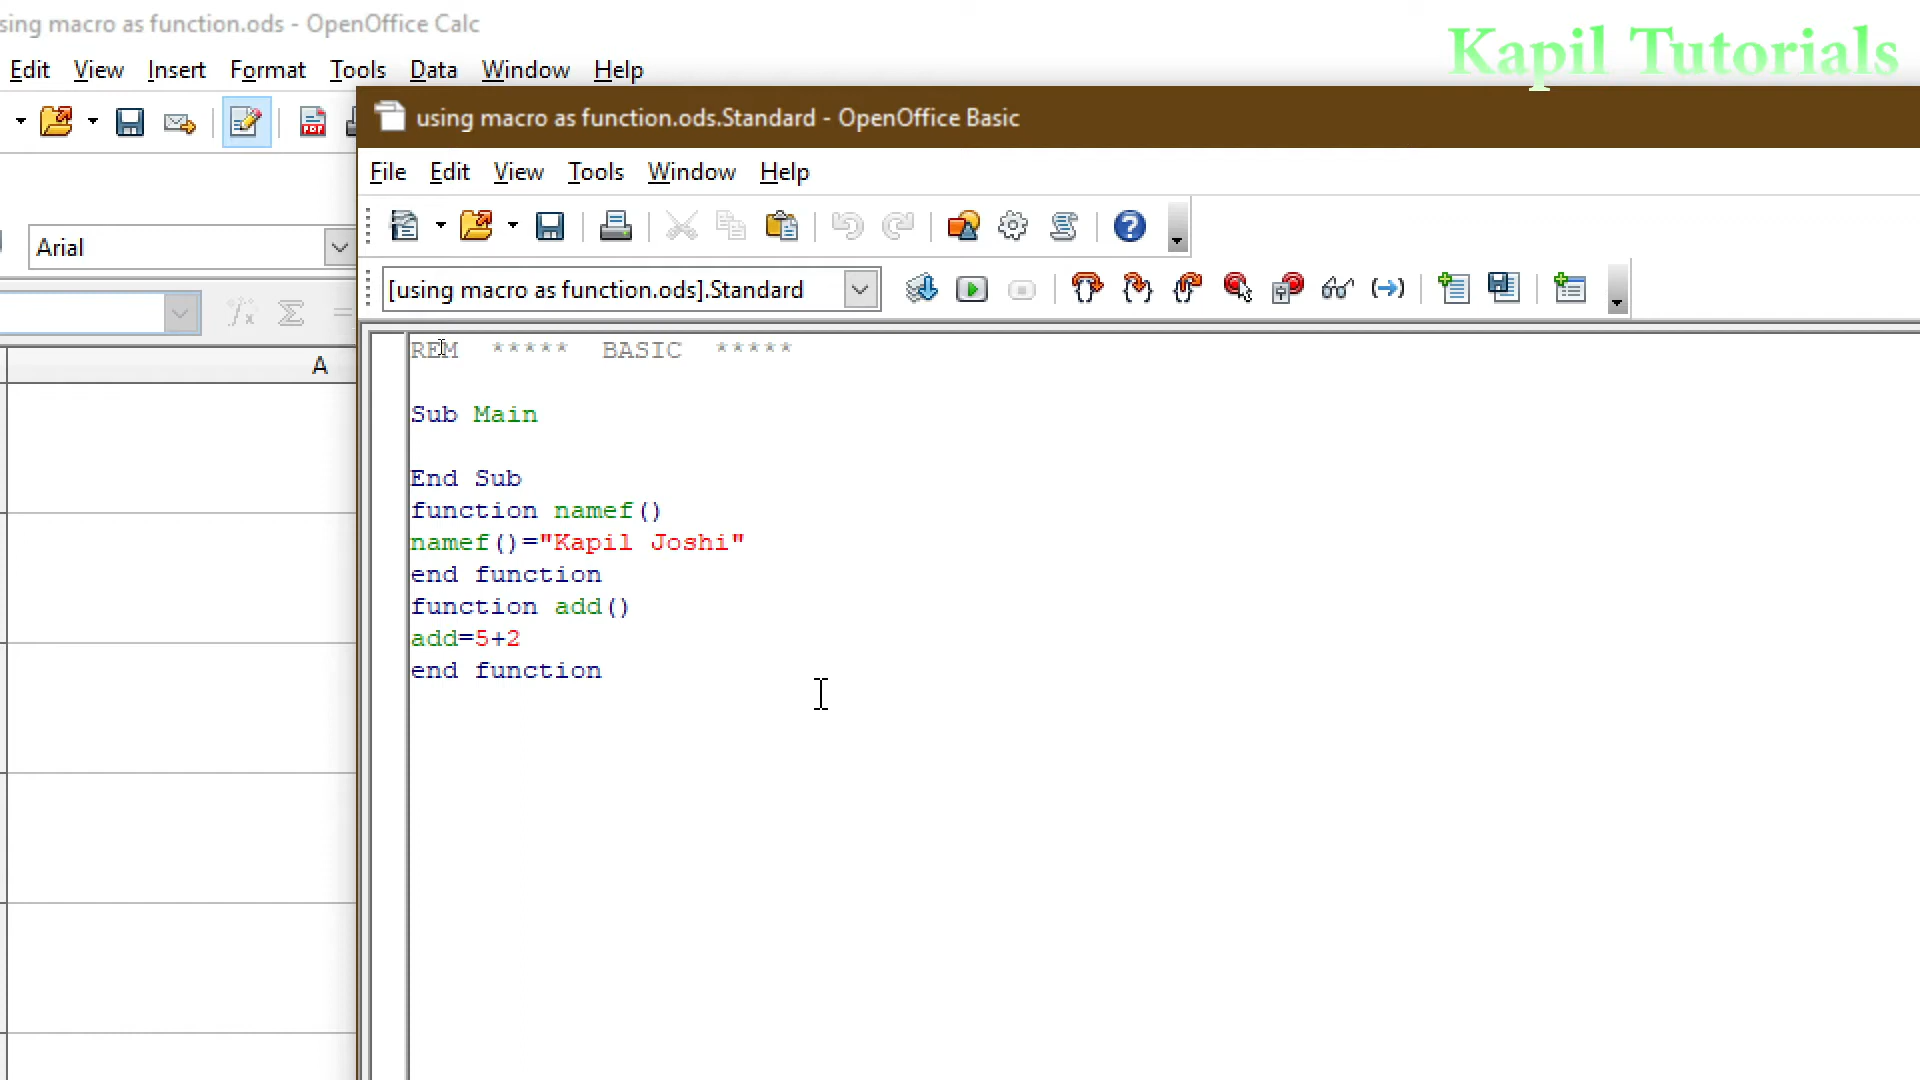 sing macro as function.ods - OpenOffice Calc
Kapil Tutorials
Edit View Insert Format Tools Data Window Help
using macro as function.ods.Standard - OpenOffice Basic
File Edit View Tools Window Help
PDF
Arial
[using macro as function.ods].Standard
A
REM ***** BASIC *****
Sub Main
End Sub
function namef()
namef()="Kapil Joshi"
end function
function add()
add=5+2
end function